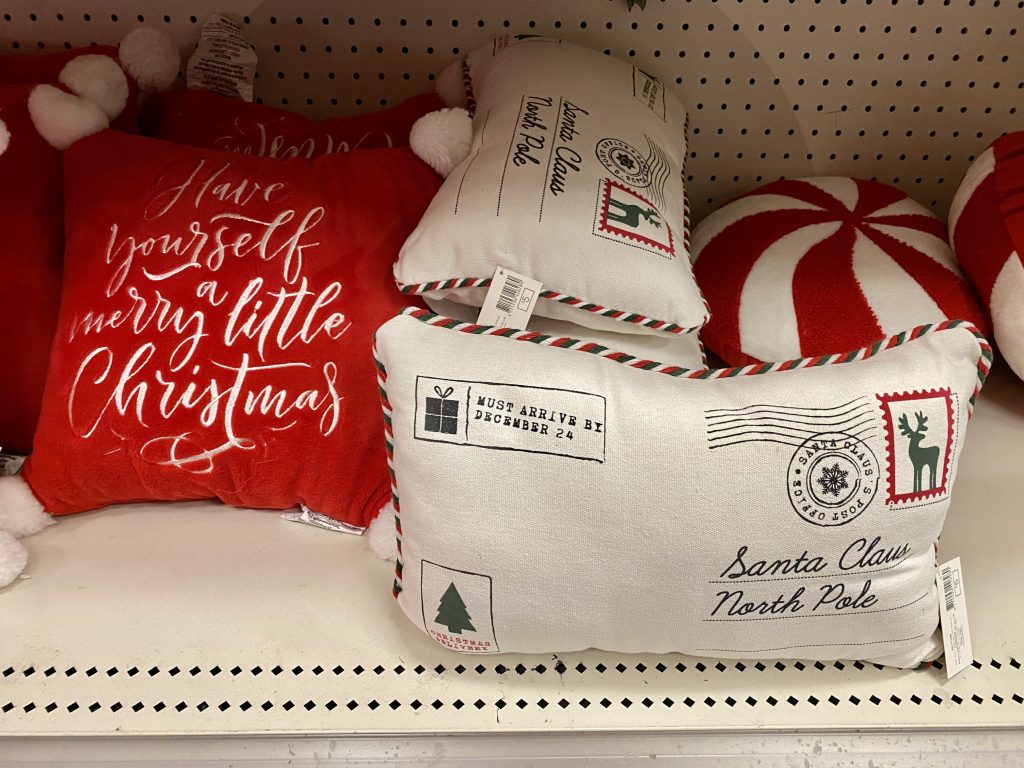 Have
yourself
a
merry little
Christmas
Santa Claus
North Pole
MUST ARRIVE BY
DECEMBER 24
SANTA CLAUS'S POST OFFICE
Santa Claus
North Pole
CHRISTMAS
DELIVERY